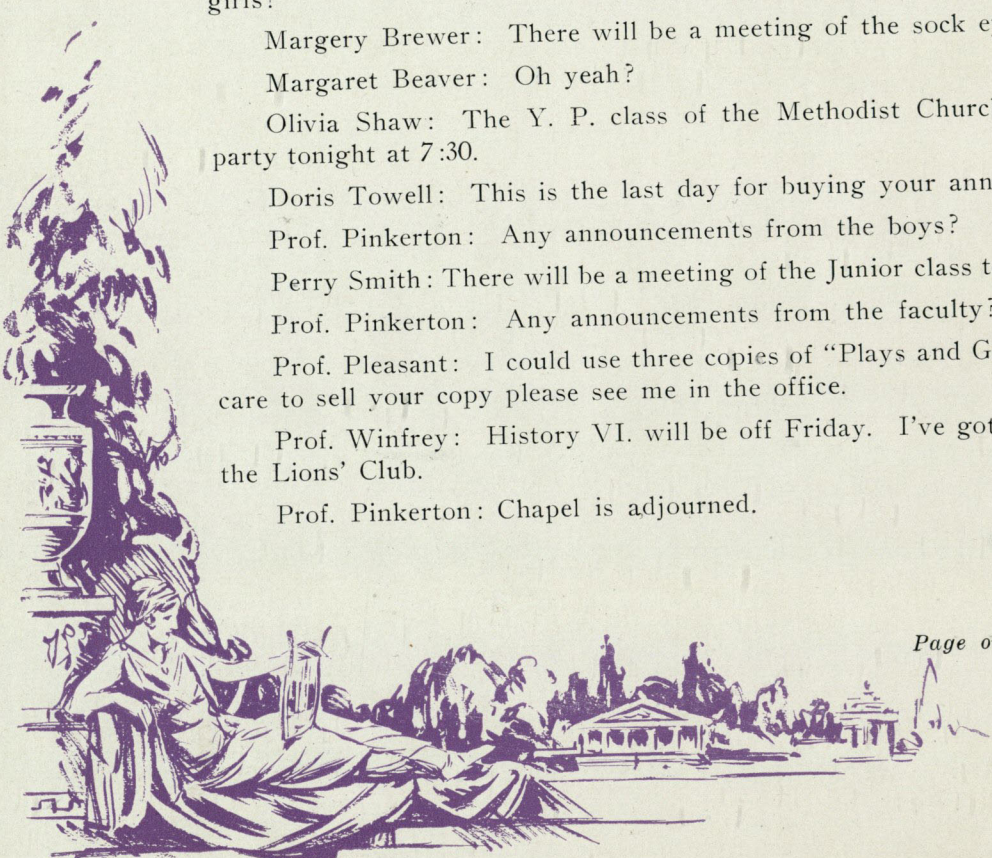 girls?
Margery Brewer: There will be a meeting of the sock
Margaret Beaver: Oh yeah?
Olivia Shaw: The Y. P. class of the Methodist
party tonight at 7:30.
Doris Towell: This is the last day for buying your
Prof. Pinkerton: Any announcements from the boys?
Perry Smith: There will be a meeting of the Junior class
Prof. Pinkerton: Any announcements from the faculty?
Prof. Pleasant: I could use three copies of “Plays and
care to sell your copy please see me in the office.
Prof. Winfrey: History VI. will be off Friday. I’ve got
the Lions’ Club.
Prof. Pinkerton: Chapel is adjourned.
Page